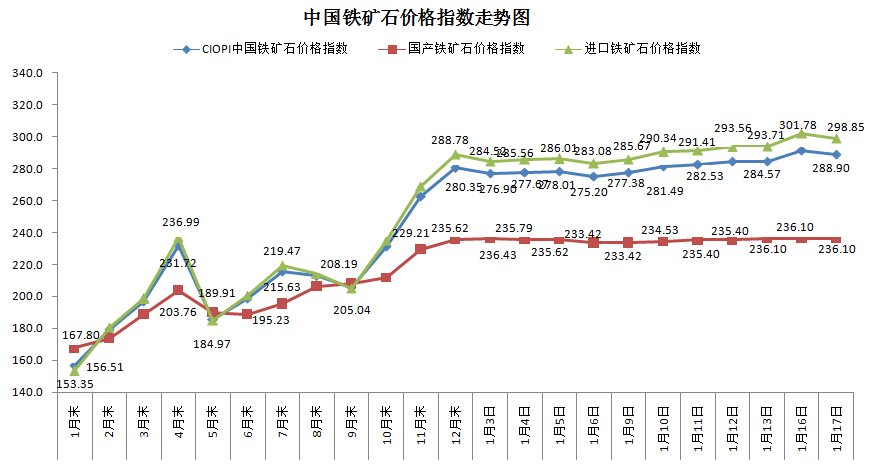 中国铁矿石价格指数走势图
CIOPI中国铁矿石价格指数 国产铁矿石价格指数 进口铁矿石价格指数
340.0
320.0
300.0
280.0
260.0
240.0
220.0
200.0
180.0
160.0
140.0
301.78 298.85
288.78 284.53 285.56 286.01 283.08 285.67 290.34 291.41 293.56 293.71
280.35 276.90 277.67 278.01 275.20 277.38 281.49 282.53 284.57 288.90
236.99 229.21 235.62 235.79 233.42 234.53 235.40 236.10
231.72 219.47 208.19 236.43 235.62 233.42 235.40 236.10 236.10
189.91 215.63
167.80 203.76 195.23 205.04
156.51 184.97
153.35
1月末 2月末 3月末 4月末 5月末 6月末 7月末 8月末 9月末 10月末 11月末 12月末 1月3日 1月4日 1月5日 1月6日 1月9日 1月10日 1月11日 1月12日 1月13日 1月16日 1月17日